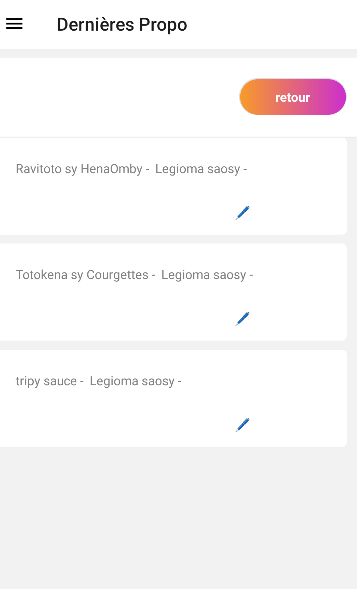 Dernières Propo
retour
Ravitoto sy HenaOmby -  Legioma saosy -
Totokena sy Courgettes -  Legioma saosy -
tripy sauce -  Legioma saosy -